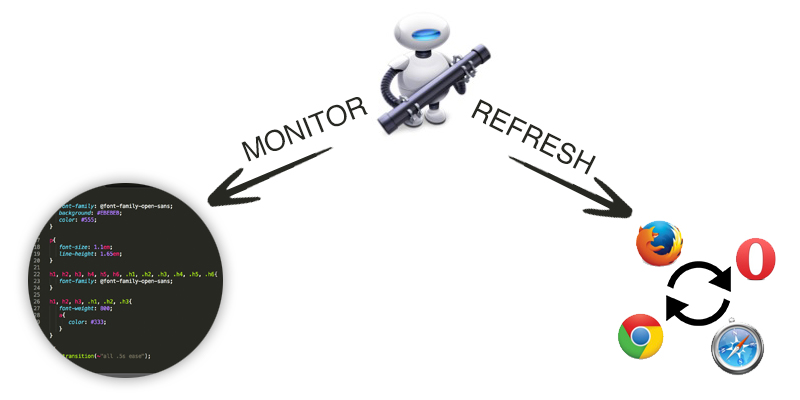 MONITOR
REFRESH
font-family: @font-family-open-sans;
background: #EBEBEB;
color: #555;
}
17
18
font-size: 1.1em;
19
line-height: 1.65em;
20
}
21
22
h1, h2, h3, h4, h5, h6, .h1, .h2, .h3, .h4, .h5, .h6{
23
font-family: @font-family-open-sans;
24
}
25
26
h1, h2, h3, .h1, .h2, .h3{
27
font-weight: 800;
28
a{
29
color: #333;
}
}
.transition(~"all .5s ease");